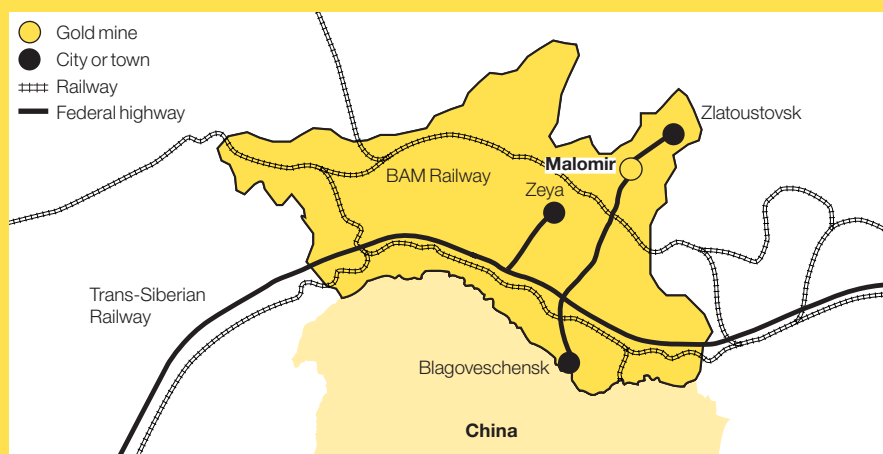 Gold mine
City or town
Railway
Federal highway
Zlatoustovsk
Malomir
BAM Railway
Zeya
Trans-Siberian
Railway
Blagoveschensk
China